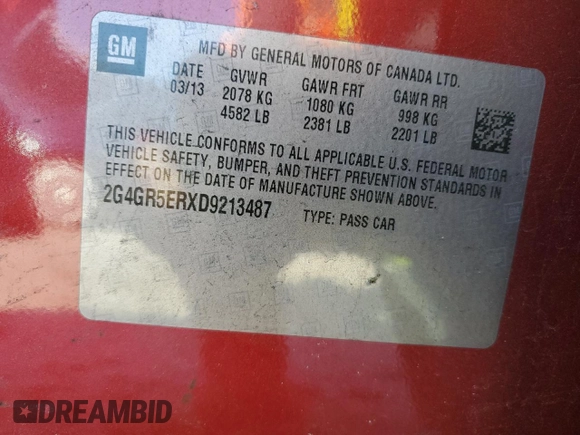 GM
MFD BY GENERAL MOTORS OF CANADA LTD.
DATE GVWR GAWR FRT GAWR RR
03/13 2078 KG 1080 KG 998 KG
4582 LB 2381 LB 2201 LB
THIS VEHICLE CONFORMS TO ALL APPLICABLE U.S. FEDERAL MOTOR
VEHICLE SAFETY, BUMPER, AND THEFT PREVENTION STANDARDS IN
EFFECT ON THE DATE OF MANUFACTURE SHOWN ABOVE.
2G4GR5ERXD9213487 TYPE: PASS CAR
DREAMBID